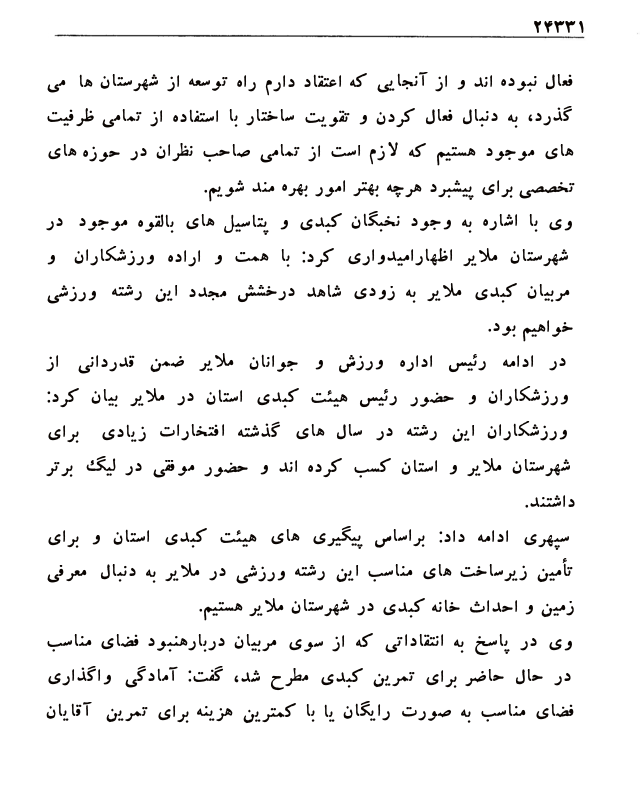 ۲۴۳۳۱
فعال نبوده اند و از آنجایی که اعتقاد دارم راه توسعه از شهرستان ها می
گذرد، به دنبال فعال کردن و تقویت ساختار با استفاده از تمامی ظرفیت
های موجود هستیم که لازم است از تمامی صاحب نظران در حوزه های
تخصصی برای پیشبرد هرچه بهتر امور بهره مند شویم.
وی با اشاره به وجود نخبگان کبدی و پتاسیل های بالقوه موجود در
شهرستان ملایر اظهارامیدواری کرد: با همت و اراده ورزشکاران و
مربیان کبدی ملایر به زودی شاهد درخشش مجدد این رشته ورزشی
خواهیم بود.
در ادامه رئیس اداره ورزش و جوانان ملایر ضمن قدردانی از
ورزشکاران و حضور رئیس هیئت کبدی استان در ملایر بیان کرد:
ورزشکاران این رشته در سال های گذشته افتخارات زیادی برای
شهرستان ملایر و استان کسب کرده اند و حضور موفقی در لیگ برتر
داشتند.
سپهری ادامه داد: براساس پیگیری های هیئت کبدی استان و برای
تأمین زیرساخت های مناسب این رشته ورزشی در ملایر به دنبال معرفی
زمین و احداث خانه کبدی در شهرستان ملایر هستیم.
وی در پاسخ به انتقاداتی که از سوی مربیان دربارهنبود فضای مناسب
در حال حاضر برای تمرین کبدی مطرح شد، گفت: آمادگی واگذاری
فضای مناسب به صورت رایگان یا با کمترین هزینه برای تمرین آقایان